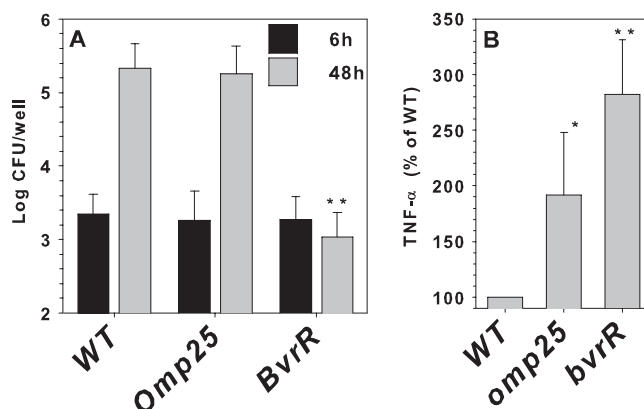 A
6h
48h
Log CFU/well
6
5
4
3
2
**
WT
Omp25
BvrR
B
TNF-α (% of WT)
350
300
250
200
150
100
*
**
WT
omp25
bvrR